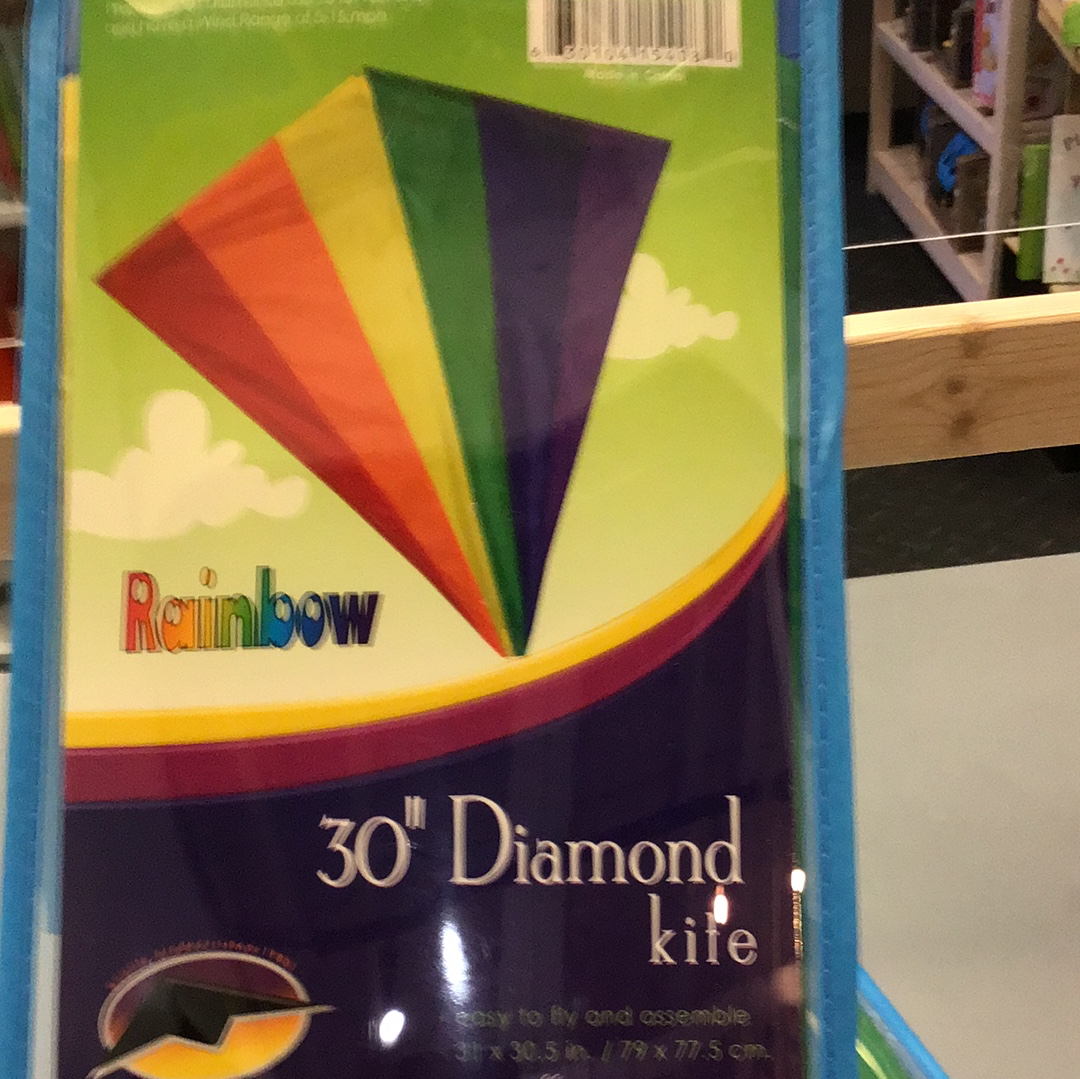 Made in China
Rainbow
30" Diamond
kite
easy to fly and assemble
31 x 30.5 in. / 79 x 77.5 cm.